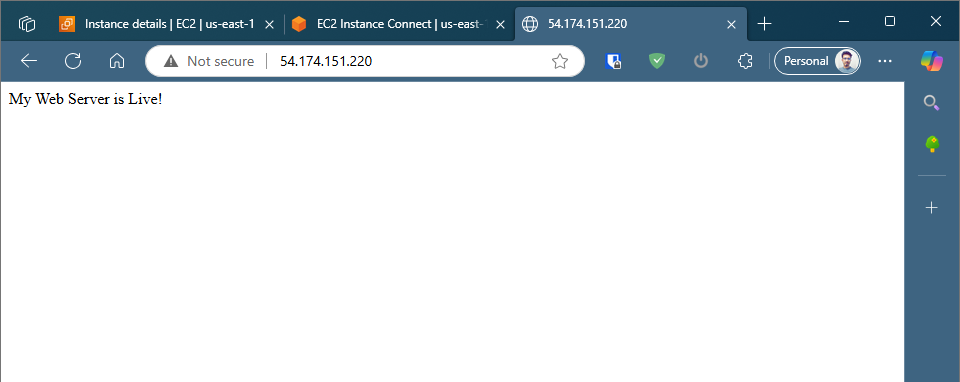 Instance details | EC2 | us-east-1
EC2 Instance Connect | us-east-
54.174.151.220
Not secure
54.174.151.220
Personal
My Web Server is Live!